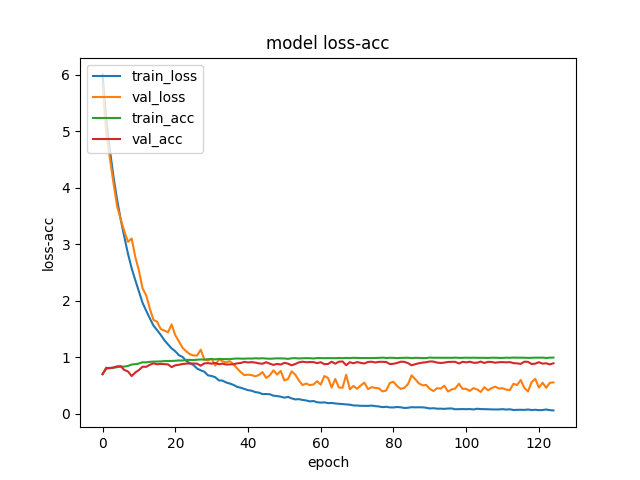 model loss-acc
train_loss
val_loss
train_acc
val_acc
loss-acc
6
5
4
3
2
1
0
0 20 40 60 80 100 120
epoch